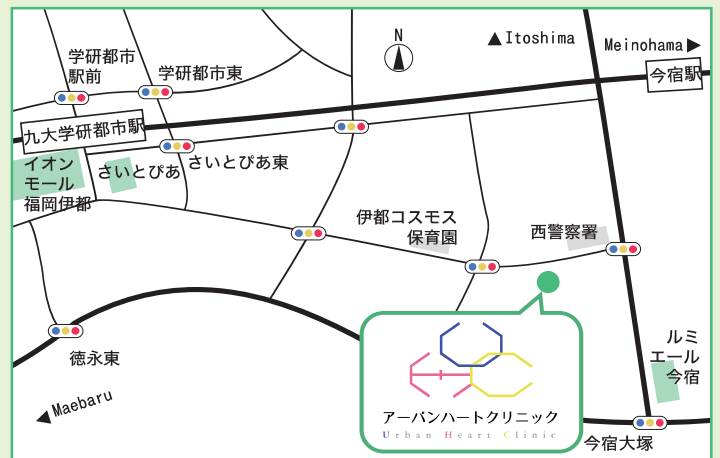 N
Itoshima
Meinohama
学研都市
駅前
学研都市東
今宿駅
九大学研都市駅
イオン
モール
福岡伊都
さいとぴあ
さいとぴあ東
伊都コスモス
保育園
西警察署
徳永東
Maebaru
ルミ
エール
今宿
アーバンハートクリニック
Urban Heart Clinic
今宿大塚